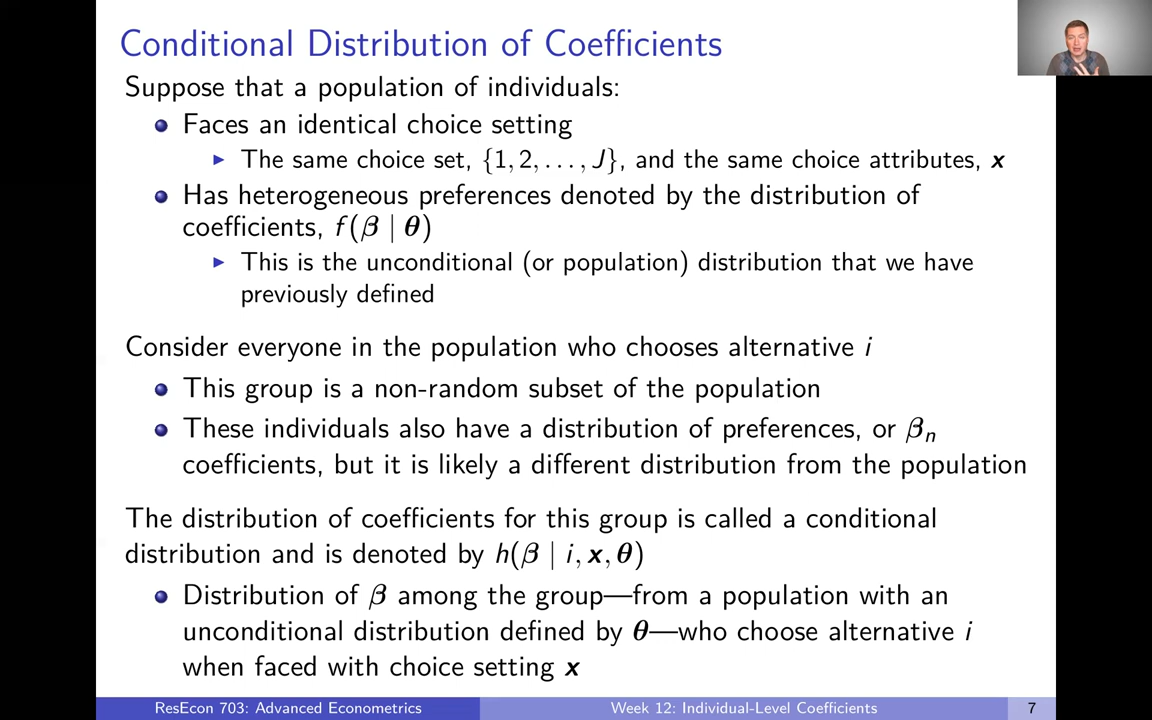 Conditional Distribution of Coefficients
Suppose that a population of individuals:
Faces an identical choice setting
The same choice set, {1, 2, . . . , J}, and the same choice attributes, x
Has heterogeneous preferences denoted by the distribution of
coefficients, f(β | θ)
This is the unconditional (or population) distribution that we have
previously defined
Consider everyone in the population who chooses alternative i
This group is a non-random subset of the population
These individuals also have a distribution of preferences, or βₙ
coefficients, but it is likely a different distribution from the population
The distribution of coefficients for this group is called a conditional
distribution and is denoted by h(β | i, x, θ)
Distribution of β among the group—from a population with an
unconditional distribution defined by θ—who choose alternative i
when faced with choice setting x
ResEcon 703: Advanced Econometrics
Week 12: Individual-Level Coefficients
7